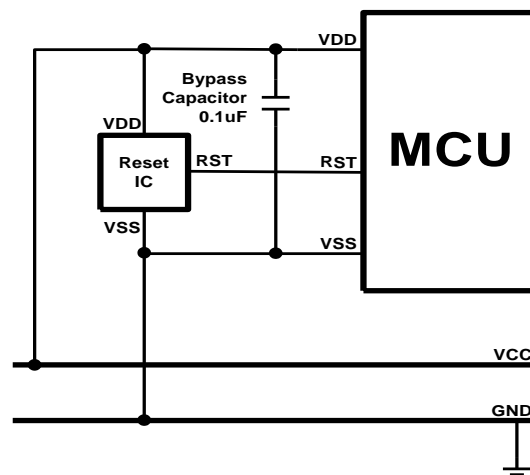 VDD
Bypass
Capacitor
0.1uF
VDD
Reset
IC
RST
RST
MCU
VSS
VSS
VCC
GND